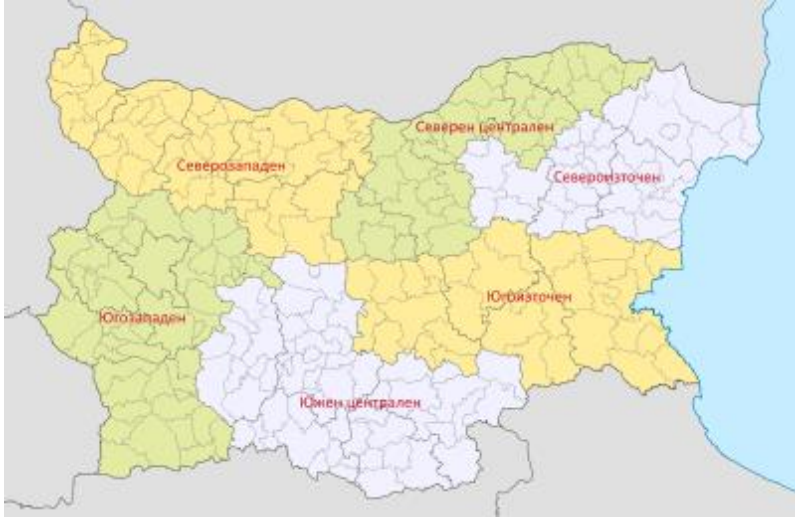 Северен централен
Северозападен
Североизточен
Югоизточен
Югозападен
Южен централен